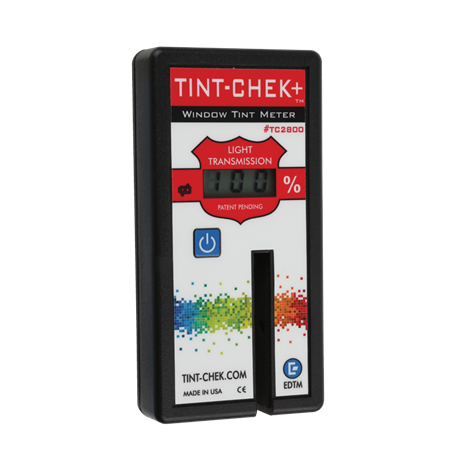 TINT-CHEK+
TM
WINDOW TINT METER
#TC2800
LIGHT
TRANSMISSION
100 %
PATENT PENDING
TINT-CHEK.COM
MADE IN USA CE
EDTM